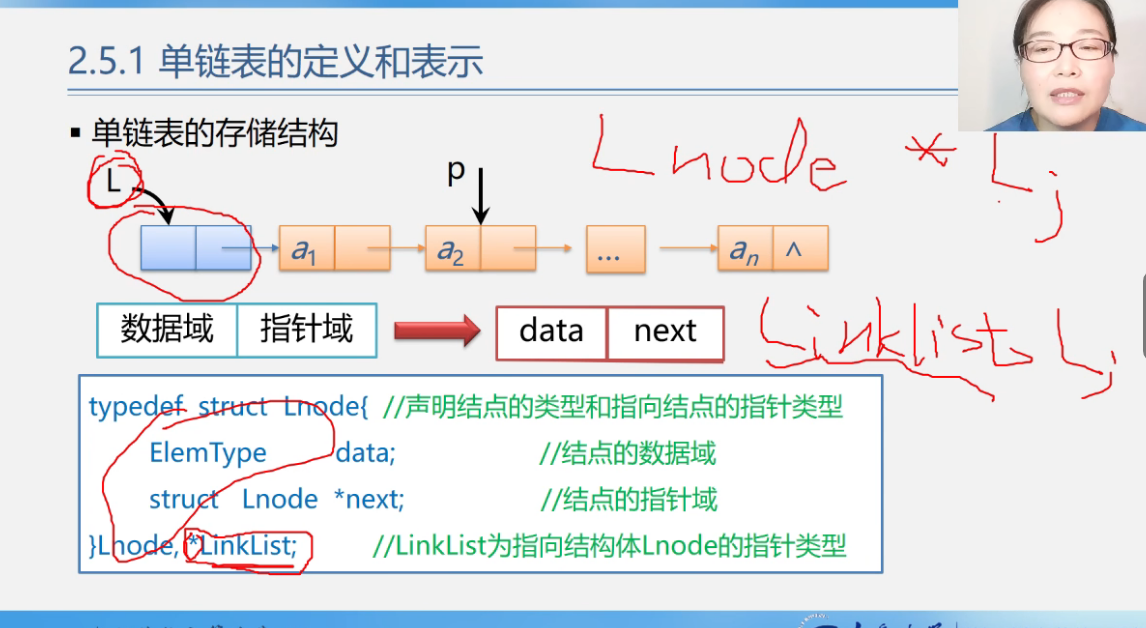 2.5.1 单链表的定义和表示
▪ 单链表的存储结构
Lnode *L;
L
p
a1 a2 ... an ^
数据域 指针域 data next
LinkList L;
typedef struct Lnode{ //声明结点的类型和指向结点的指针类型
ElemType data; //结点的数据域
struct Lnode *next; //结点的指针域
}Lnode, *LinkList; //LinkList为指向结构体Lnode的指针类型